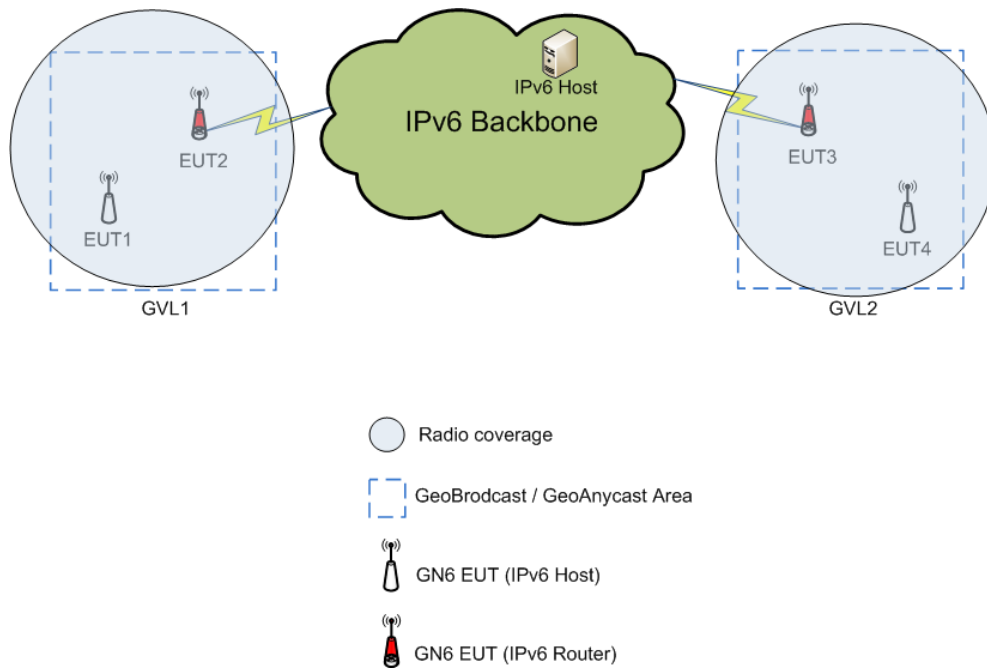 IPv6 Host
IPv6 Backbone
EUT2
EUT1
GVL1
EUT3
EUT4
GVL2
Radio coverage
GeoBrodcast / GeoAnycast Area
GN6 EUT (IPv6 Host)
GN6 EUT (IPv6 Router)